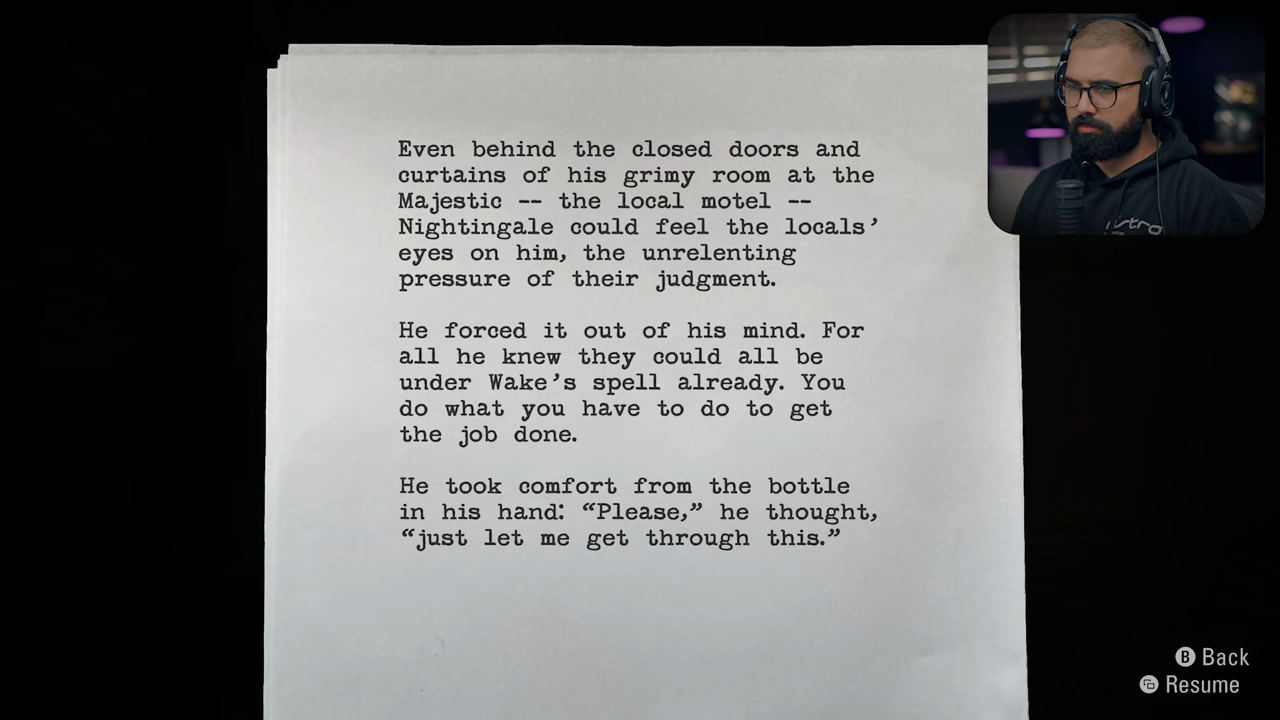 Even behind the closed doors and
curtains of his grimy room at the
Majestic -- the local motel --
Nightingale could feel the locals’
eyes on him, the unrelenting
pressure of their judgment.
He forced it out of his mind. For
all he knew they could all be
under Wake’s spell already. You
do what you have to do to get
the job done.
He took comfort from the bottle
in his hand: “Please,” he thought,
“just let me get through this.”
B Back
Resume